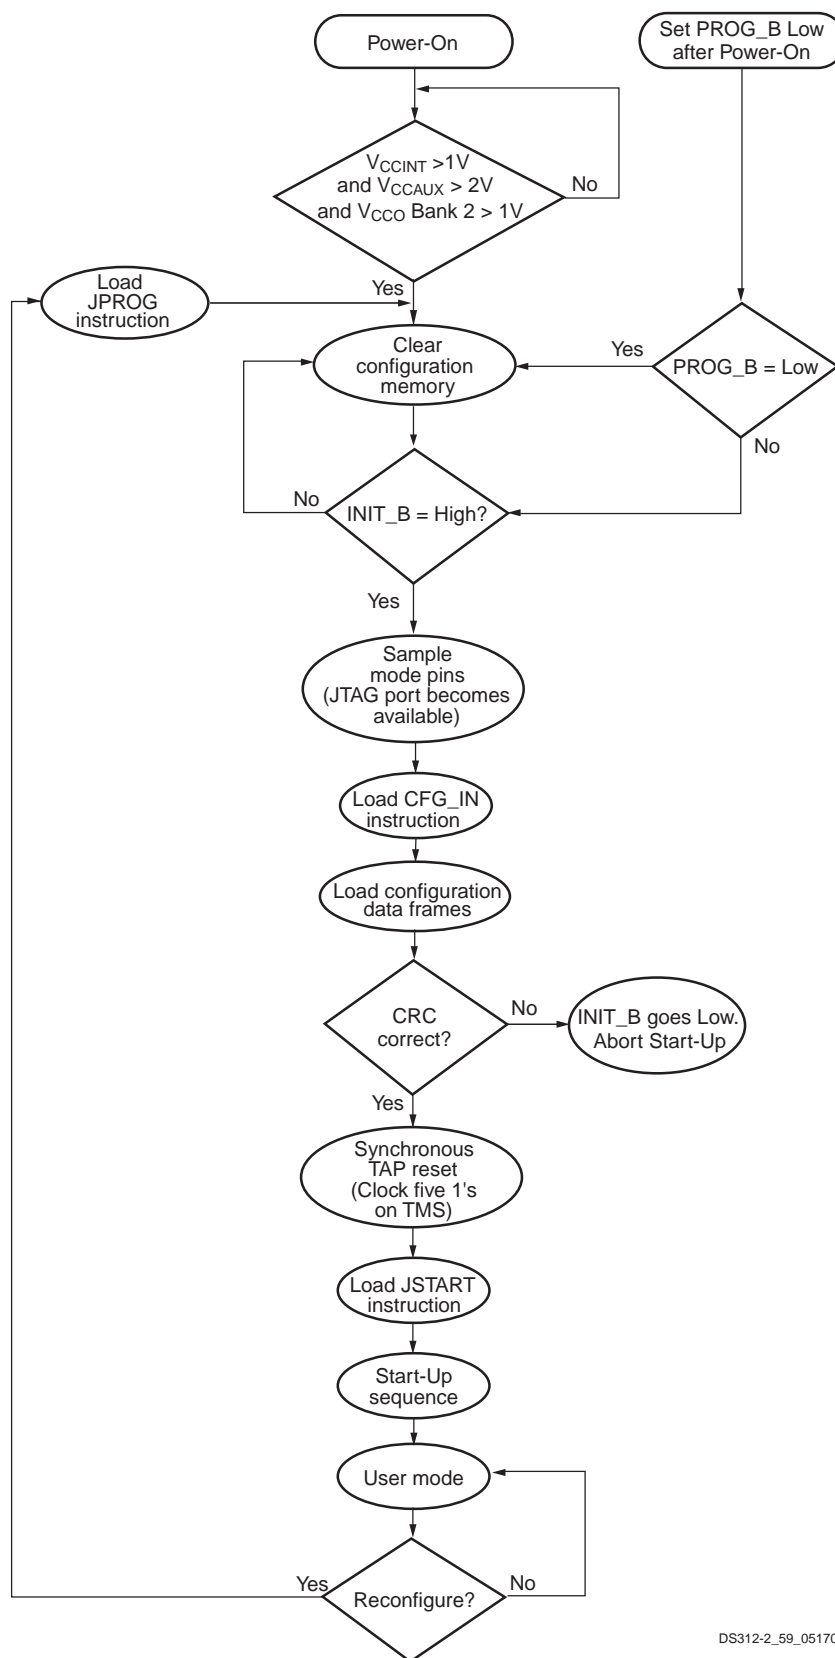 Power-On
Set PROG_B Low
after Power-On
VCCINT >1V
and VCCAUX > 2V
and VCCO Bank 2 > 1V
No
Yes
Load
JPROG
instruction
Clear
configuration
memory
Yes
PROG_B = Low
No
No
INIT_B = High?
Yes
Sample
mode pins
(JTAG port becomes
available)
Load CFG_IN
instruction
Load configuration
data frames
CRC
correct?
No
INIT_B goes Low.
Abort Start-Up
Yes
Synchronous
TAP reset
(Clock five 1's
on TMS)
Load JSTART
instruction
Start-Up
sequence
User mode
Yes
Reconfigure?
No
DS312-2_59_05170